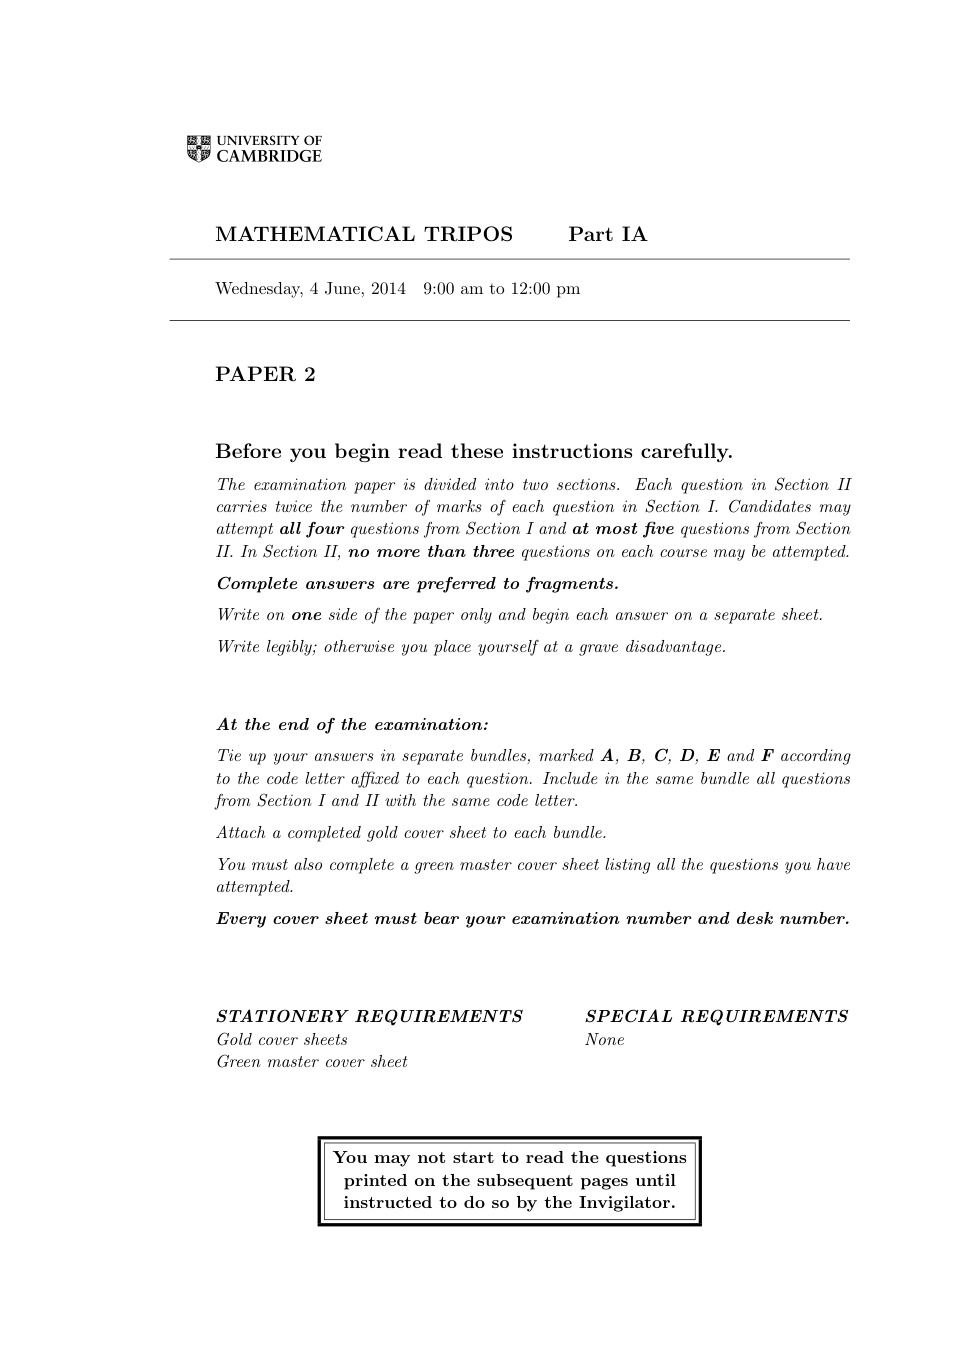 UNIVERSITY OF
CAMBRIDGE
MATHEMATICAL TRIPOS Part IA
Wednesday, 4 June, 2014 9:00 am to 12:00 pm
PAPER 2
Before you begin read these instructions carefully.
The examination paper is divided into two sections. Each question in Section II
carries twice the number of marks of each question in Section I. Candidates may
attempt all four questions from Section I and at most five questions from Section
II. In Section II, no more than three questions on each course may be attempted.
Complete answers are preferred to fragments.
Write on one side of the paper only and begin each answer on a separate sheet.
Write legibly; otherwise you place yourself at a grave disadvantage.
At the end of the examination:
Tie up your answers in separate bundles, marked A, B, C, D, E and F according
to the code letter affixed to each question. Include in the same bundle all questions
from Section I and II with the same code letter.
Attach a completed gold cover sheet to each bundle.
You must also complete a green master cover sheet listing all the questions you have
attempted.
Every cover sheet must bear your examination number and desk number.
STATIONERY REQUIREMENTS
Gold cover sheets
Green master cover sheet
SPECIAL REQUIREMENTS
None
You may not start to read the questions
printed on the subsequent pages until
instructed to do so by the Invigilator.